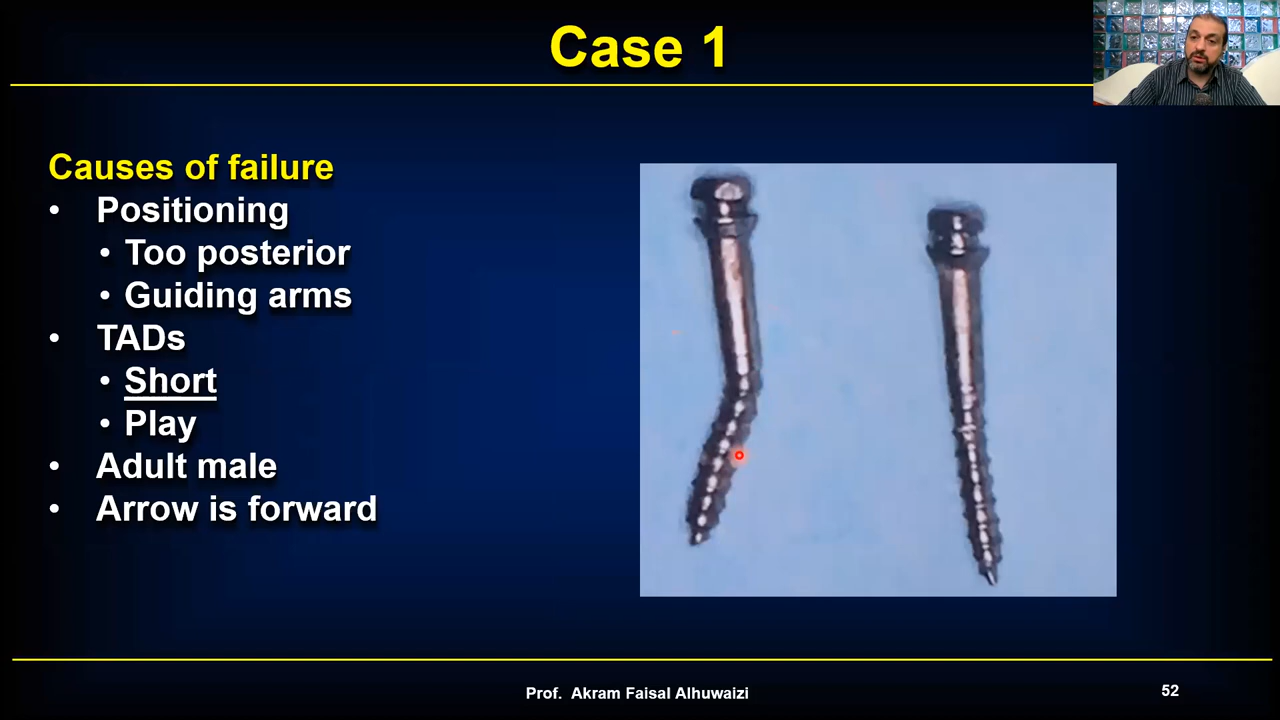 Case 1
Causes of failure
• Positioning
• Too posterior
• Guiding arms
• TADs
• Short
• Play
• Adult male
• Arrow is forward
Prof. Akram Faisal Alhuwaizi
52